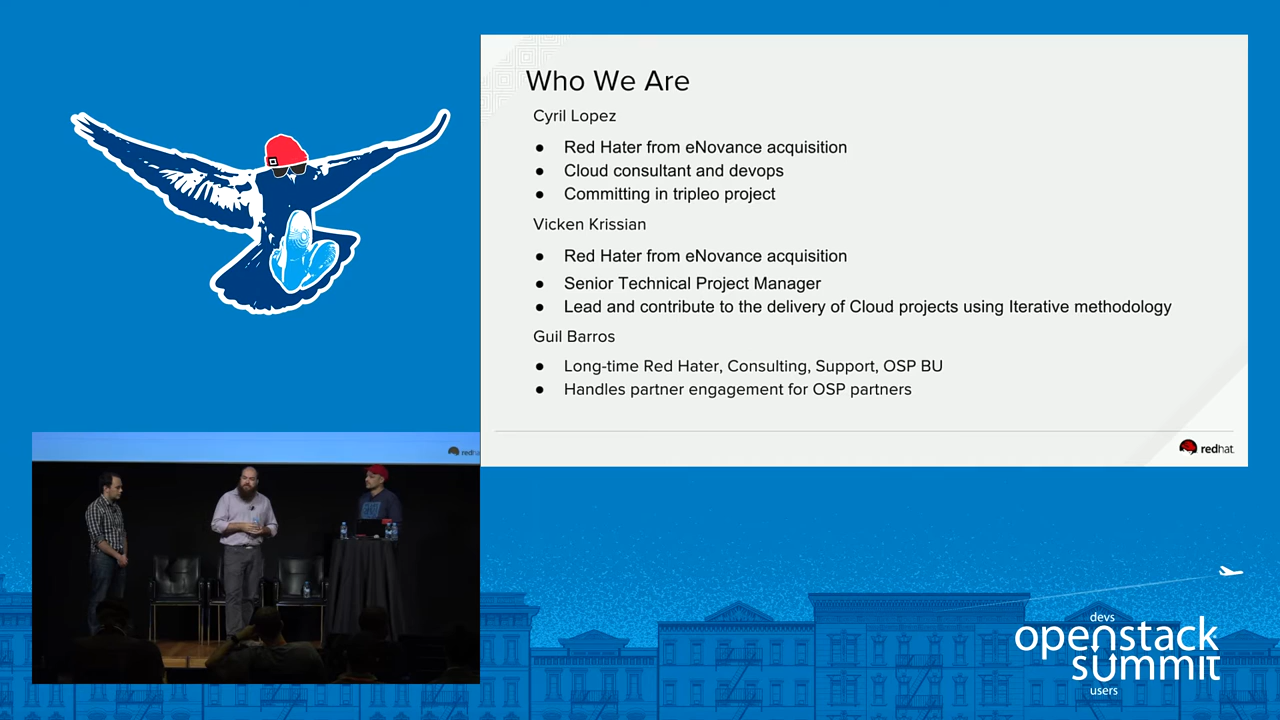 Who We Are
Cyril Lopez
● Red Hater from eNovance acquisition
● Cloud consultant and devops
● Committing in tripleo project
Vicken Krissian
● Red Hater from eNovance acquisition
● Senior Technical Project Manager
● Lead and contribute to the delivery of Cloud projects using Iterative methodology
Guil Barros
● Long-time Red Hater, Consulting, Support, OSP BU
● Handles partner engagement for OSP partners
redhat.
redh
devs
openstack
summit
users